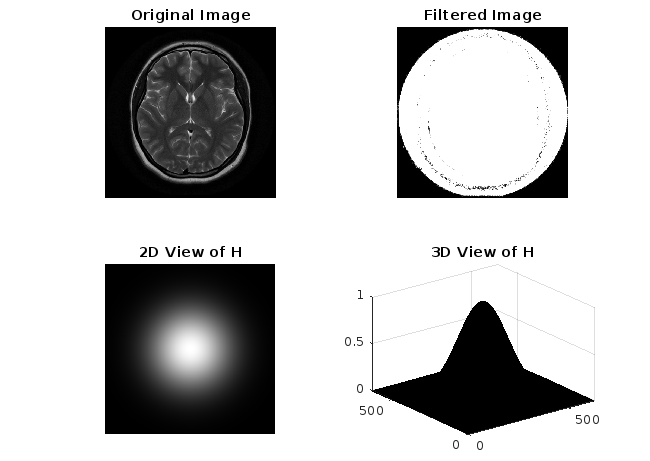 Original Image
Filtered Image
2D View of H
3D View of H
1
0.5
0
500
0
0
500